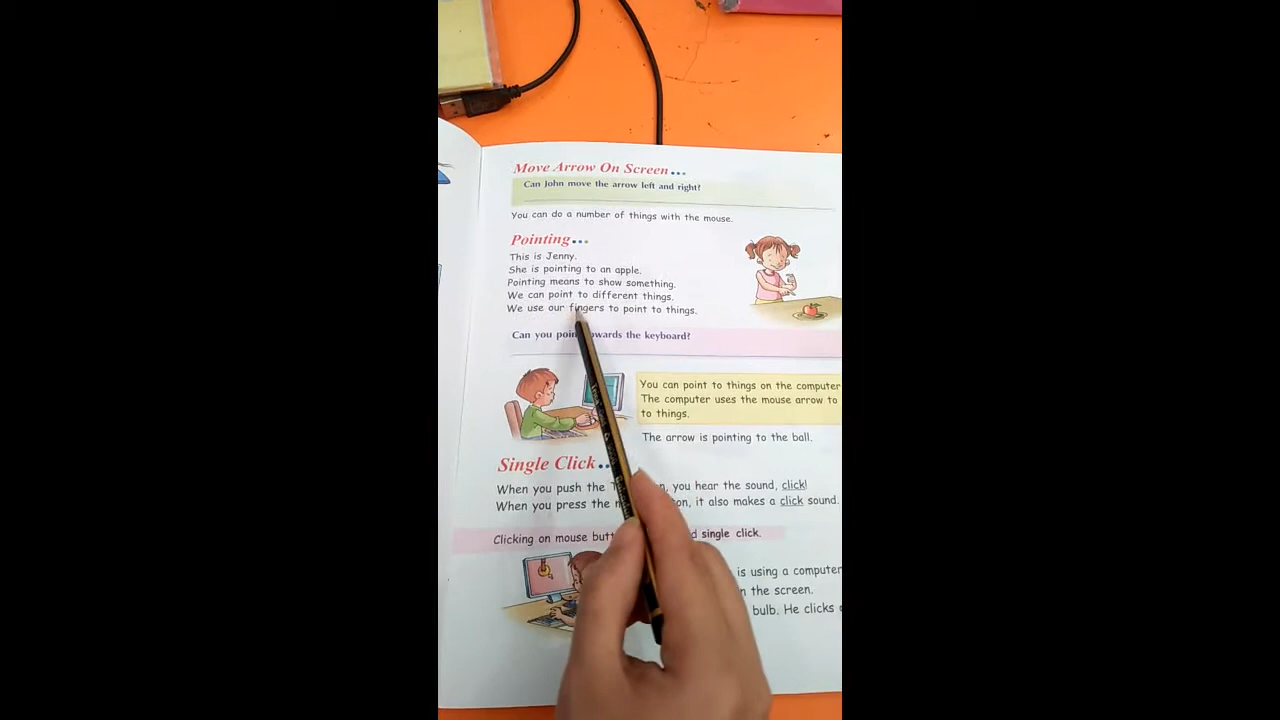 Move Arrow On Screen...
Can John move the arrow left and right?
You can do a number of things with the mouse.
Pointing...
This is Jenny.
She is pointing to an apple.
Pointing means to show something.
We can point to different things.
We use our fingers to point to things.
Can you point towards the keyboard?
You can point to things on the computer
The computer uses the mouse arrow to
to things.
The arrow is pointing to the ball.
Single Click...
When you push the you hear the sound, click!
When you press the it also makes a click sound.
Clicking on mouse single click.
is using a computer
the screen.
bulb. He clicks